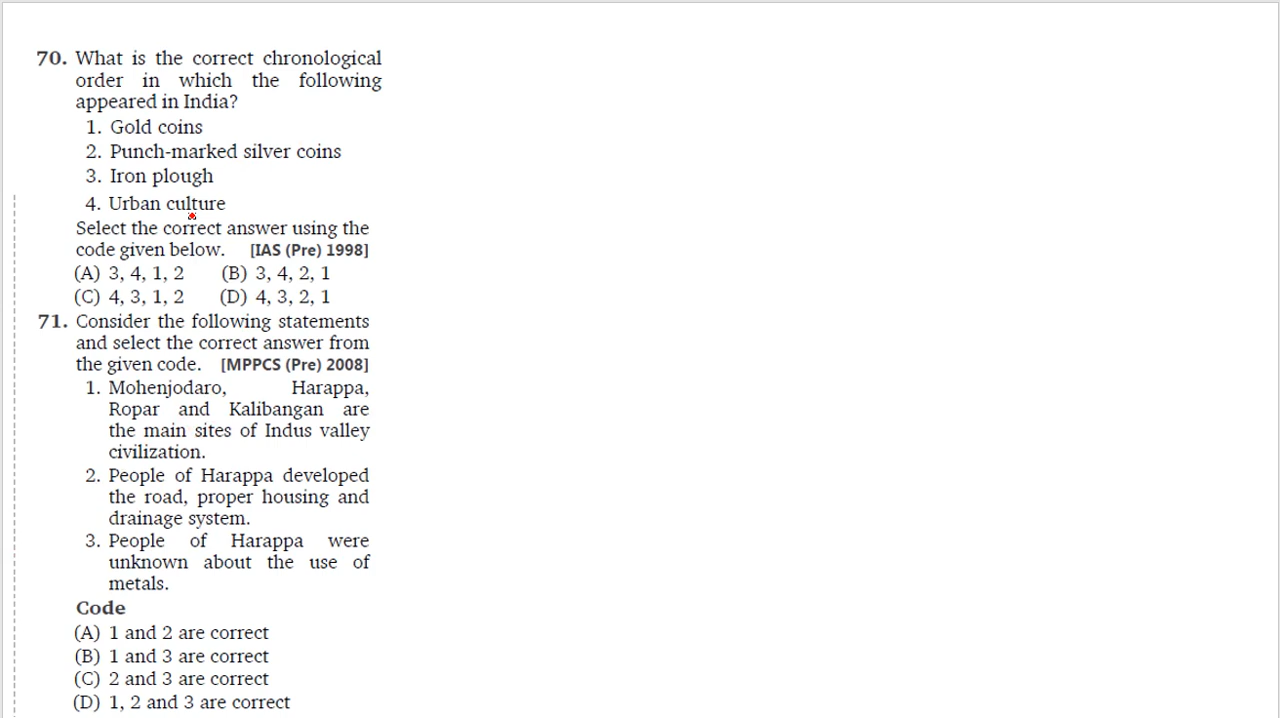 70. What is the correct chronological
order in which the following
appeared in India?
1. Gold coins
2. Punch-marked silver coins
3. Iron plough
4. Urban culture
Select the correct answer using the
code given below. [IAS (Pre) 1998]
(A) 3, 4, 1, 2 (B) 3, 4, 2, 1
(C) 4, 3, 1, 2 (D) 4, 3, 2, 1
71. Consider the following statements
and select the correct answer from
the given code. [MPPCS (Pre) 2008]
1. Mohenjodaro, Harappa,
Ropar and Kalibangan are
the main sites of Indus valley
civilization.
2. People of Harappa developed
the road, proper housing and
drainage system.
3. People of Harappa were
unknown about the use of
metals.
Code
(A) 1 and 2 are correct
(B) 1 and 3 are correct
(C) 2 and 3 are correct
(D) 1, 2 and 3 are correct